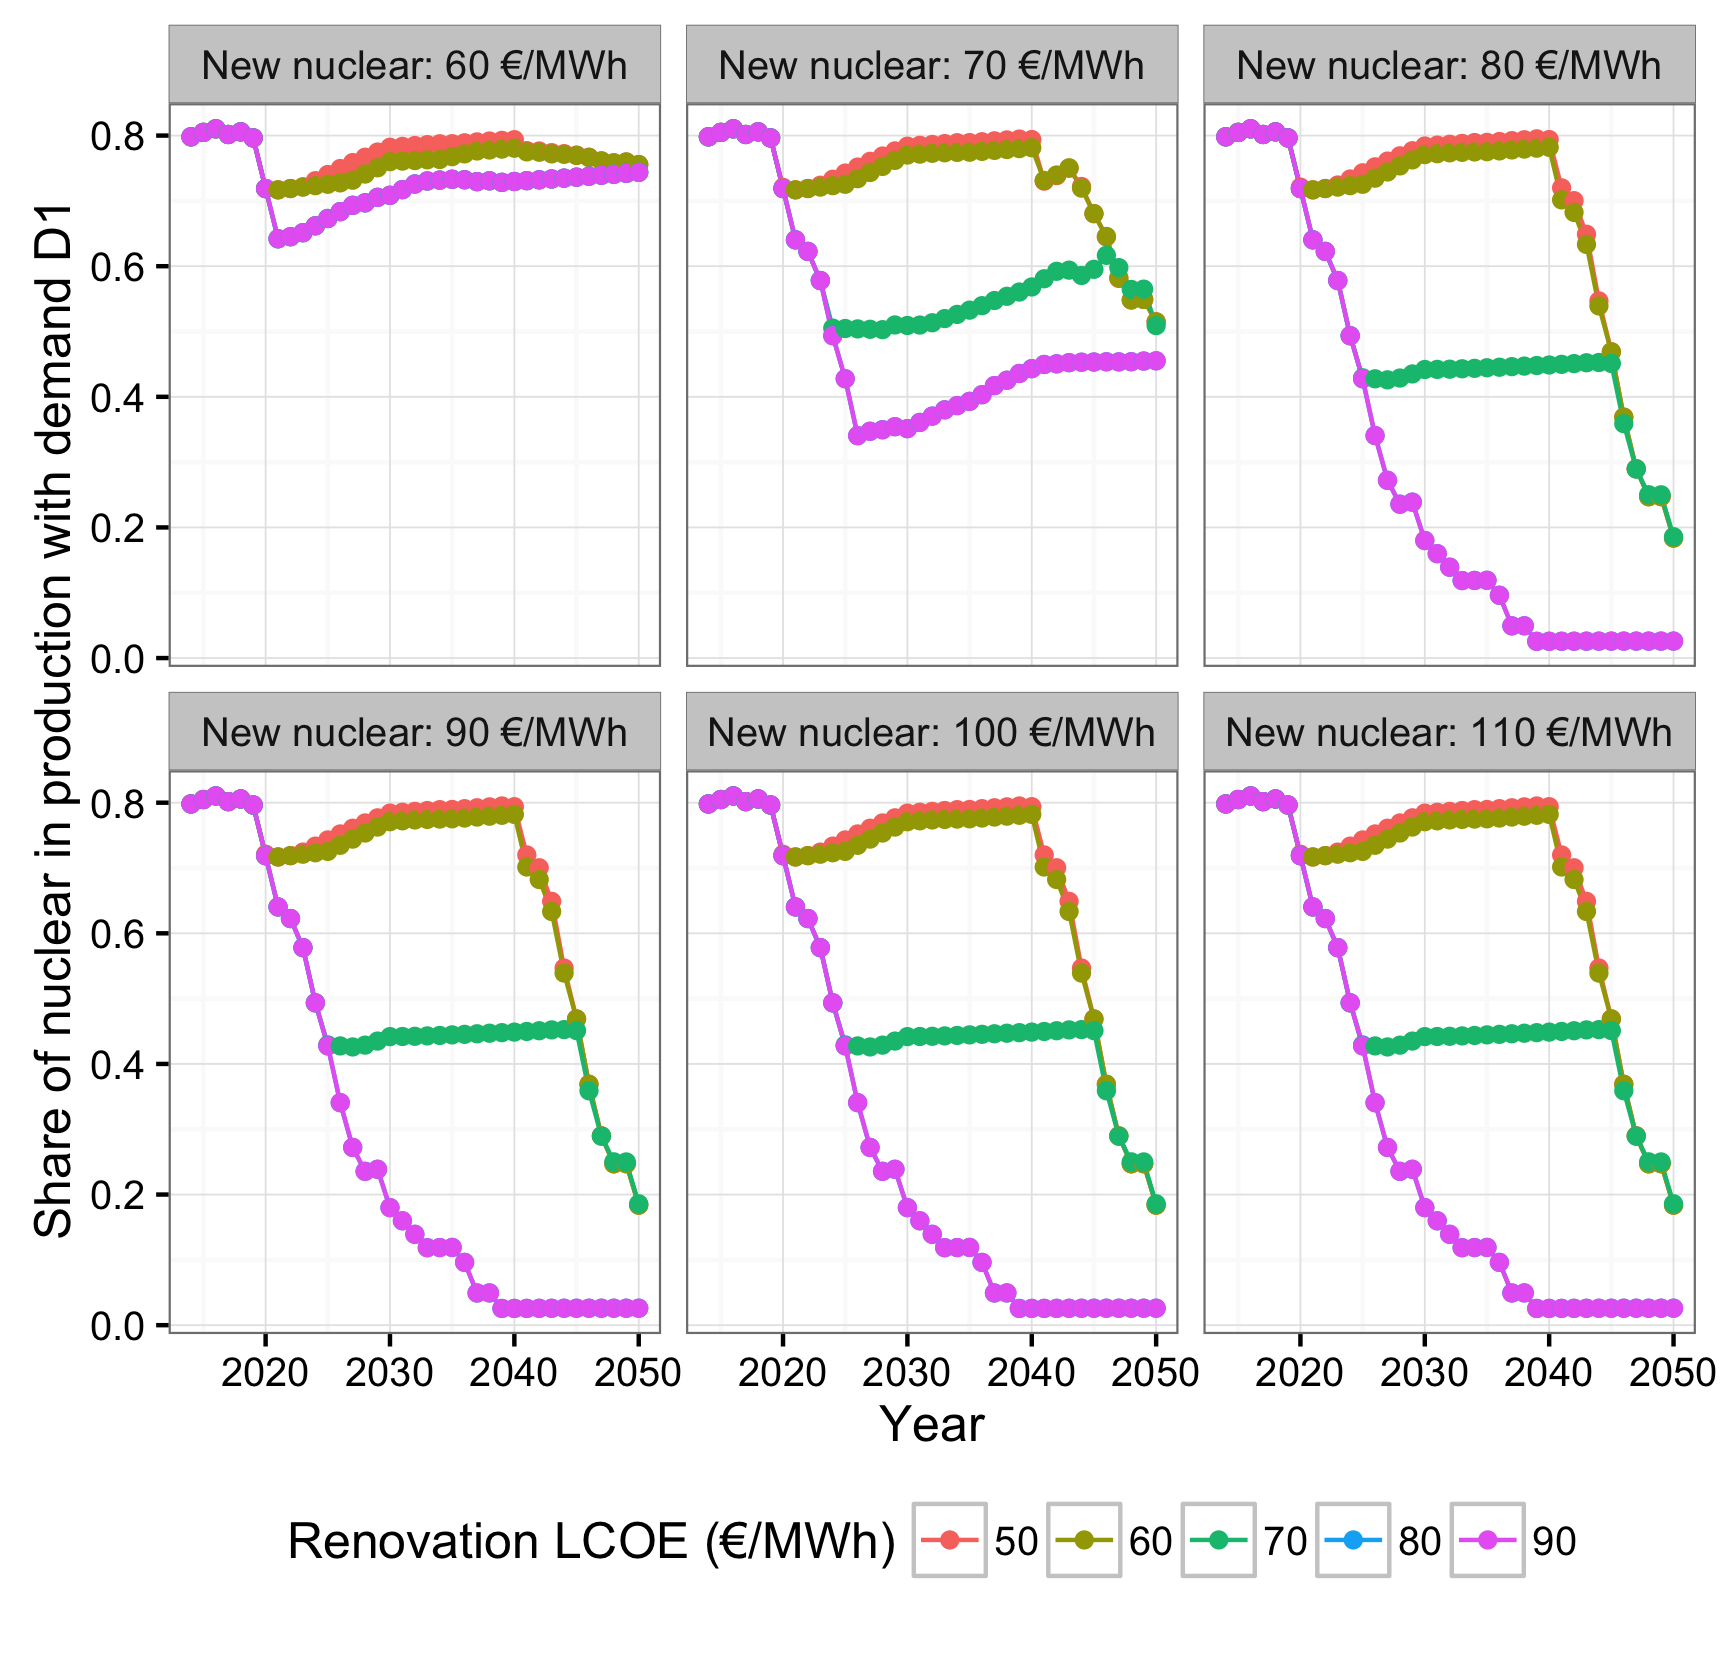 New nuclear: 60 €/MWh
New nuclear: 70 €/MWh
New nuclear: 80 €/MWh
0.8
0.6
0.4
0.2
0.0
New nuclear: 90 €/MWh
New nuclear: 100 €/MWh
New nuclear: 110 €/MWh
0.8
0.6
0.4
0.2
0.0
Share of nuclear in production with demand D1
2020 2030 2040 2050
2020 2030 2040 2050
2020 2030 2040 2050
Year
Renovation LCOE (€/MWh) 50 60 70 80 90